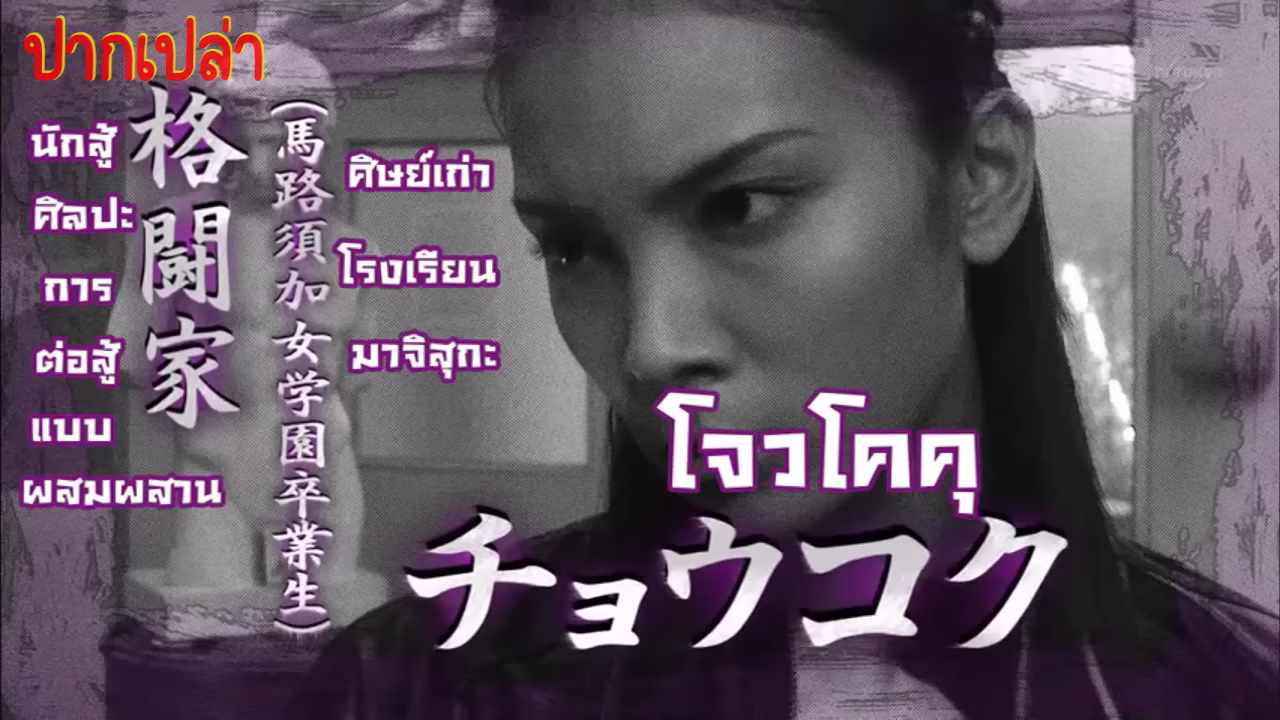 ปากเปล่า
นักสู้
ศิลปะ
การ
ต่อสู้
แบบ
ผสมผสาน
格闘家
(馬路須加女学園卒業生)
ศิษย์เก่า
โรงเรียน
มาจิสุกะ
โจวโคคุ
チョウコク